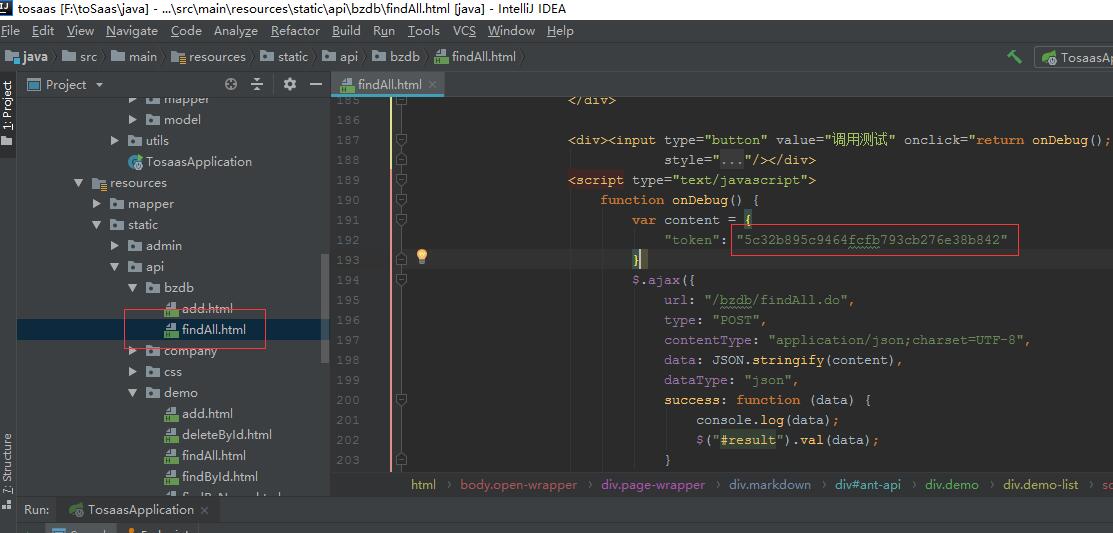 tosaas [F:\toSaas\java] - ...\src\main\resources\static\api\bzdb\findAll.html [java] - IntelliJ IDEA
File Edit View Navigate Code Analyze Refactor Build Run Tools VCS Window Help
java src main resources static api bzdb findAll.html TosaasAp
1: Project
7: Structure
Project
mapper
model
utils
TosaasApplication
resources
mapper
static
admin
api
bzdb
add.html
findAll.html
company
css
demo
add.html
deleteById.html
findAll.html
findById.html
findAll.html
185 </div>
186
187 <div><input type="button" value="调用测试" onclick="return onDebug();
188 style="..."/></div>
189 <script type="text/javascript">
190 function onDebug() {
191 var content = {
192 "token": "5c32b895c9464fcfb793cb276e38b842"
193 }
194 $.ajax({
195 url: "/bzdb/findAll.do",
196 type: "POST",
197 contentType: "application/json;charset=UTF-8",
198 data: JSON.stringify(content),
199 dataType: "json",
200 success: function (data) {
201 console.log(data);
202 $("#result").val(data);
203 }
html body.open-wrapper div.page-wrapper div.markdown div#ant-api div.demo div.demo-list sc
Run: TosaasApplication